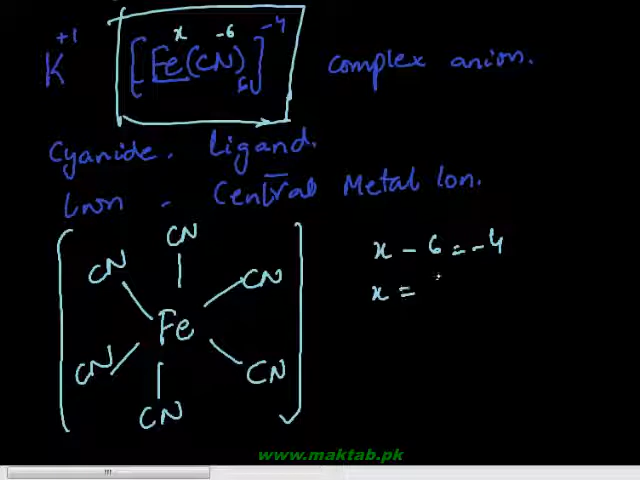 K+1 [Fe(CN)6]-4 complex anion.
x -6
Cyanide. Ligand.
Iron - Central Metal Ion.
CN
CN CN
Fe
CN CN
CN
x - 6 = -4
x =
www.maktab.pk